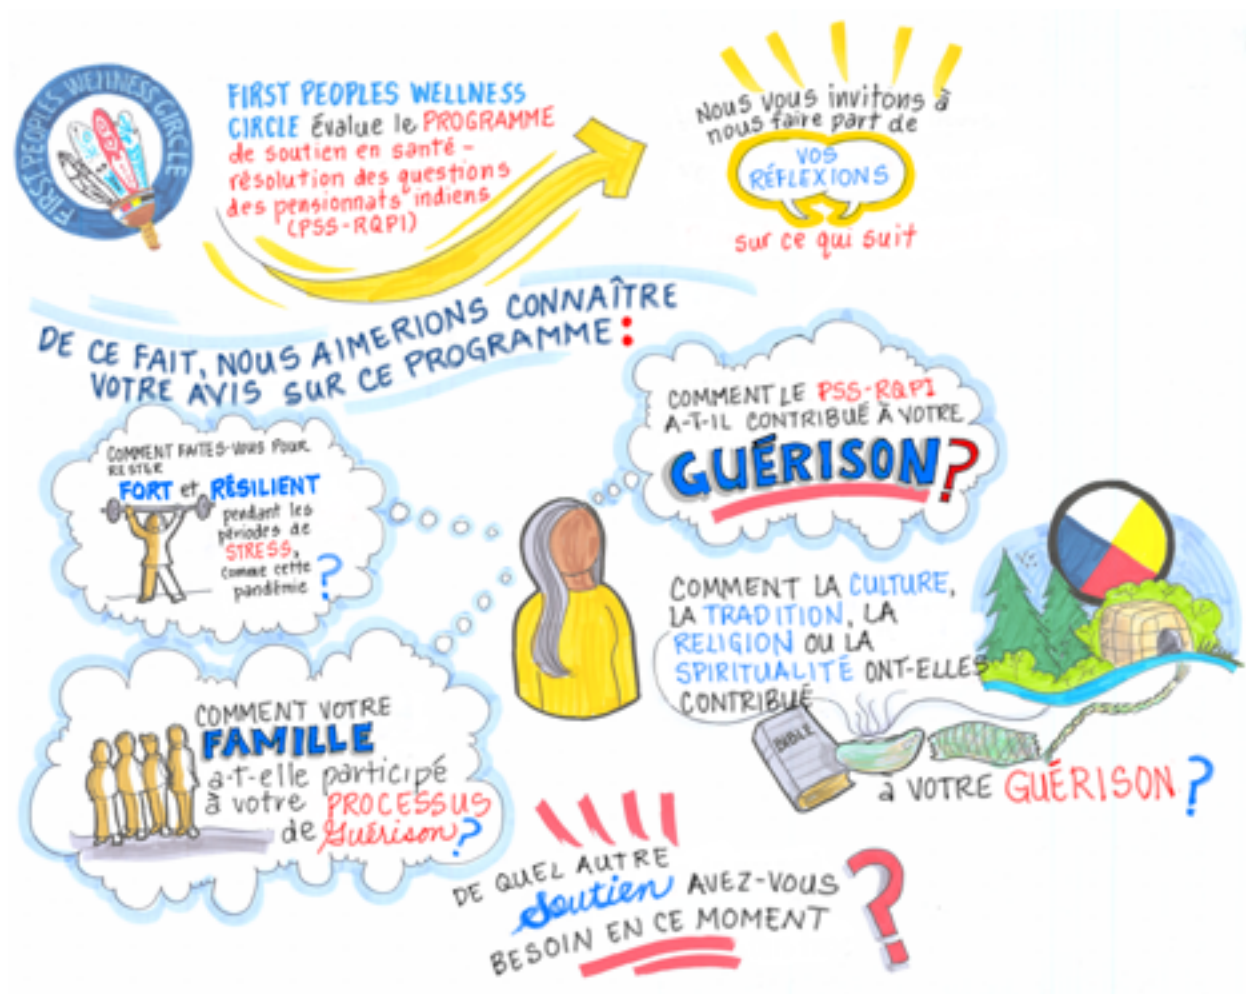 FIRST PEOPLES WELLNESS CIRCLE
FIRST PEOPLES WELLNESS
CIRCLE évalue le PROGRAMME
de soutien en santé -
résolution des questions
des pensionnats indiens
(PSS-RQPI)
Nous vous invitons à
nous faire part de
VOS
RÉFLEXIONS
sur ce qui suit
DE CE FAIT, NOUS AIMERIONS CONNAÎTRE
VOTRE AVIS SUR CE PROGRAMME:
COMMENT FAITES-VOUS POUR
RESTER
FORT et RÉSILIENT
pendant les
périodes de
STRESS,
comme cette
pandémie ?
COMMENT LE PSS-RQPI
A-T-IL CONTRIBUÉ À VOTRE
GUÉRISON?
COMMENT LA CULTURE,
LA TRADITION, LA
RELIGION OU LA
SPIRITUALITÉ ONT-ELLES
CONTRIBUÉ
BIBLE
à VOTRE GUÉRISON ?
COMMENT VOTRE
FAMILLE
a-t-elle participé
à votre PROCESSUS
de Guérison?
DE QUEL AUTRE
Soutien AVEZ-VOUS
BESOIN EN CE MOMENT ?